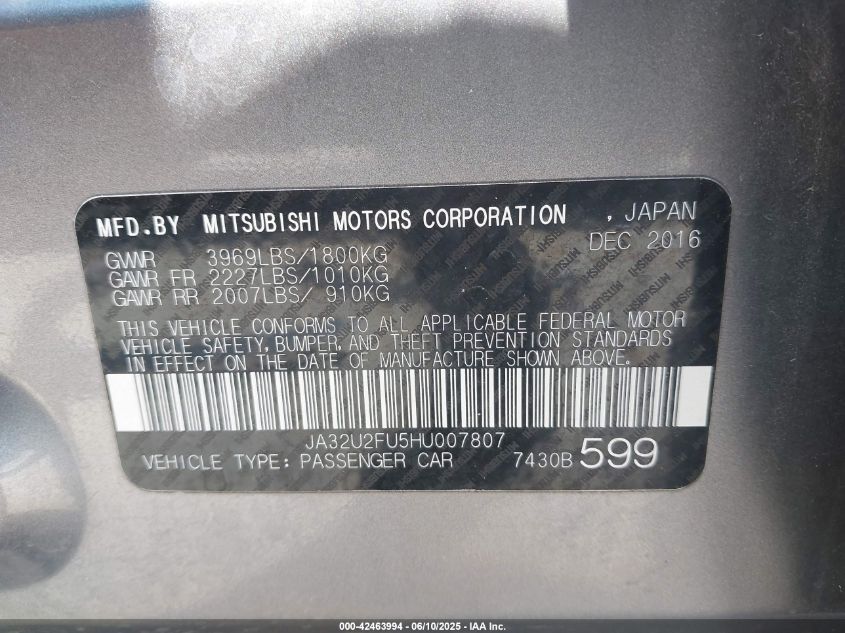 MFD.BY MITSUBISHI MOTORS CORPORATION , JAPAN
DEC 2016
GWWR 3969LBS/1800KG
GAWR FR 2227LBS/1010KG
GAWR RR 2007LBS/ 910KG
THIS VEHICLE CONFORMS TO ALL APPLICABLE FEDERAL MOTOR
VEHICLE SAFETY, BUMPER, AND THEFT PREVENTION STANDARDS
IN EFFECT ON THE DATE OF MANUFACTURE SHOWN ABOVE.
JA32U2FU5HU007807
VEHICLE TYPE: PASSENGER CAR 7430B 599
000-42463994 - 06/10/2025 - IAA Inc.